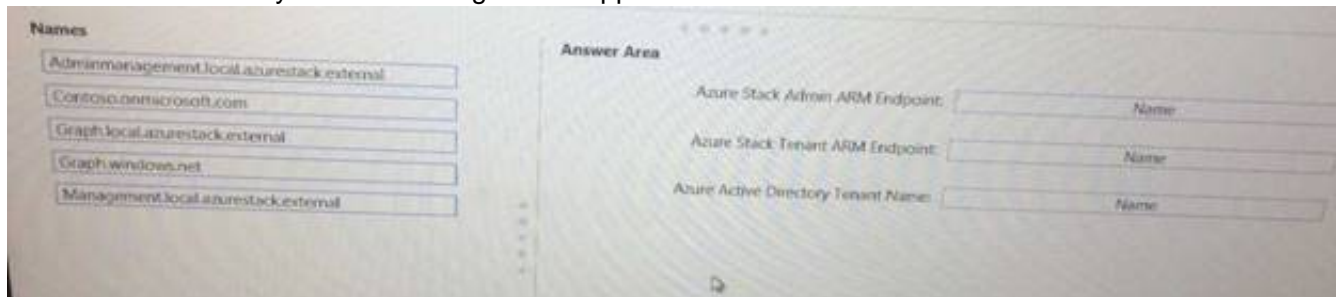 Names
Adminmanagement.local.azurestack.external
Contoso.onmicrosoft.com
Graph.local.azurestack.external
Graph.windows.net
Management.local.azurestack.external
Answer Area
Azure Stack Admin ARM Endpoint: Name
Azure Stack Tenant ARM Endpoint: Name
Azure Active Directory Tenant Name: Name